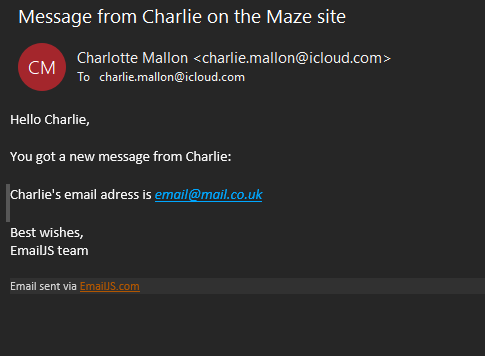 Message from Charlie on the Maze site
CM
Charlotte Mallon <charlie.mallon@icloud.com>
To charlie.mallon@icloud.com
Hello Charlie,
You got a new message from Charlie:
Charlie's email adress is email@mail.co.uk
Best wishes,
EmailJS team
Email sent via EmailJS.com